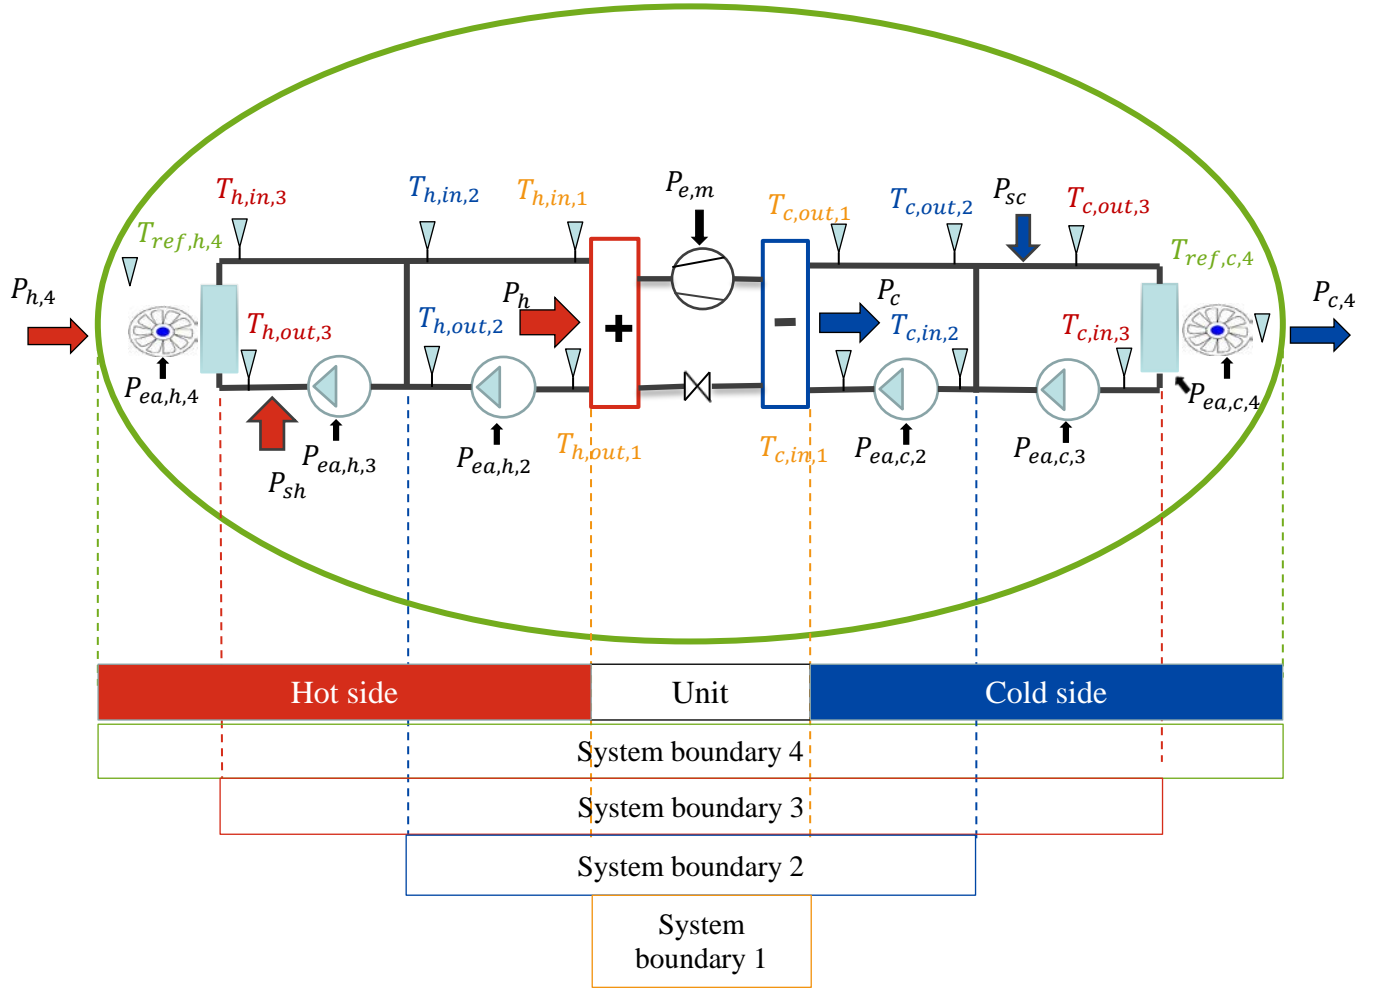 P_{e,m}
T_{h,in,3}
T_{h,in,2}
T_{h,in,1}
T_{c,out,1}
T_{c,out,2}
P_{sc}
T_{c,out,3}
T_{ref,h,4}
T_{ref,c,4}
P_{h,4}
P_h
P_c
P_{c,4}
T_{h,out,3}
T_{h,out,2}
+
-
T_{c,in,2}
T_{c,in,3}
P_{ea,h,4}
P_{ea,c,4}
P_{sh}
P_{ea,h,3}
P_{ea,h,2}
T_{h,out,1}
T_{c,in,1}
P_{ea,c,2}
P_{ea,c,3}
Hot side
Unit
Cold side
System boundary 4
System boundary 3
System boundary 2
System
boundary 1